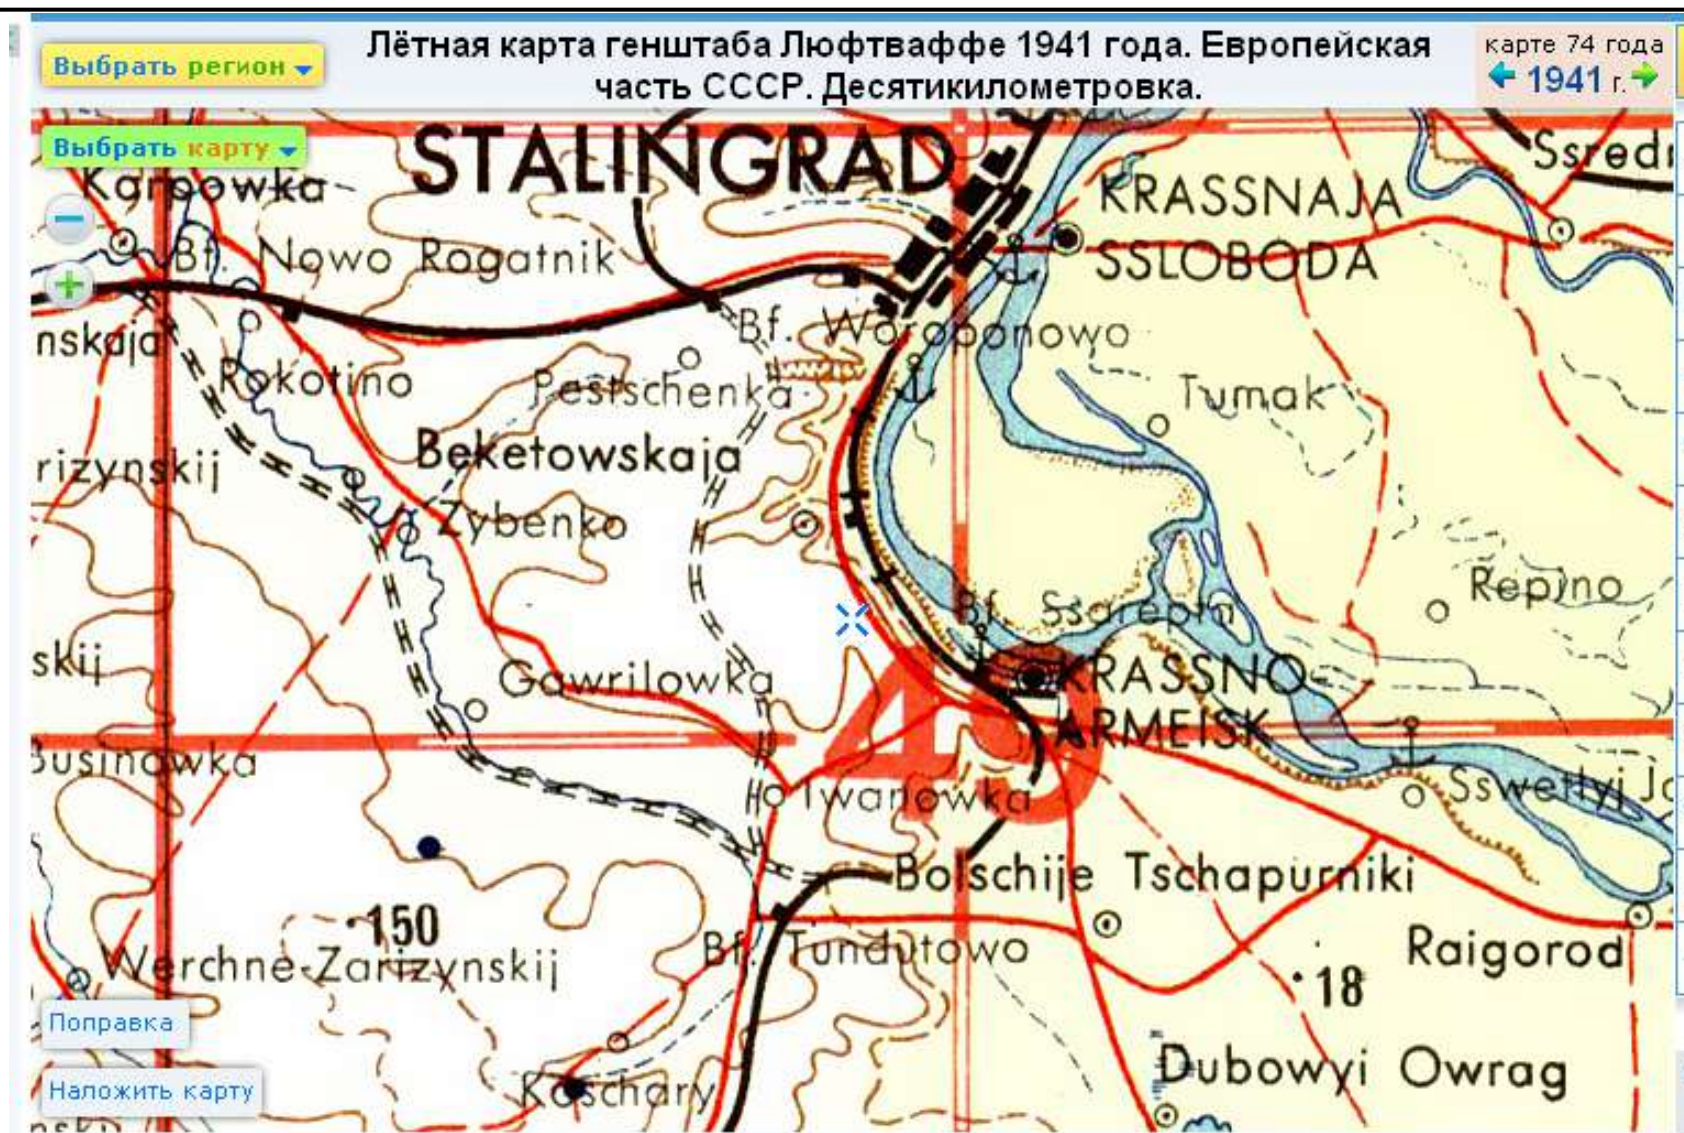 Выбрать регион
Лётная карта генштаба Люфтваффе 1941 года. Европейская
часть СССР. Десятикилометровка.
карте 74 года
1941 г.
Выбрать карту
STALINGRAD
Karpowka
KRASSNAJA
SSLOBODA
Bf. Nowo Rogatnik
Bf. Woroponowo
nskaja
Rokotino
Pestschenka
Tumak
Beketowskaja
rizynskij
Zybenko
Repino
Bf. Ssarepta
skij
Gawrilowka
KRASSNO-
ARMEISK
49
Businowka
Iwanowka
Sswetlyj Ja
Bolschije Tschapurniki
150
Bf. Tundutowo
Raigorod
Werchne-Zarizynskij
18
Поправка
Dubowyi Owrag
Наложить карту
Koschary